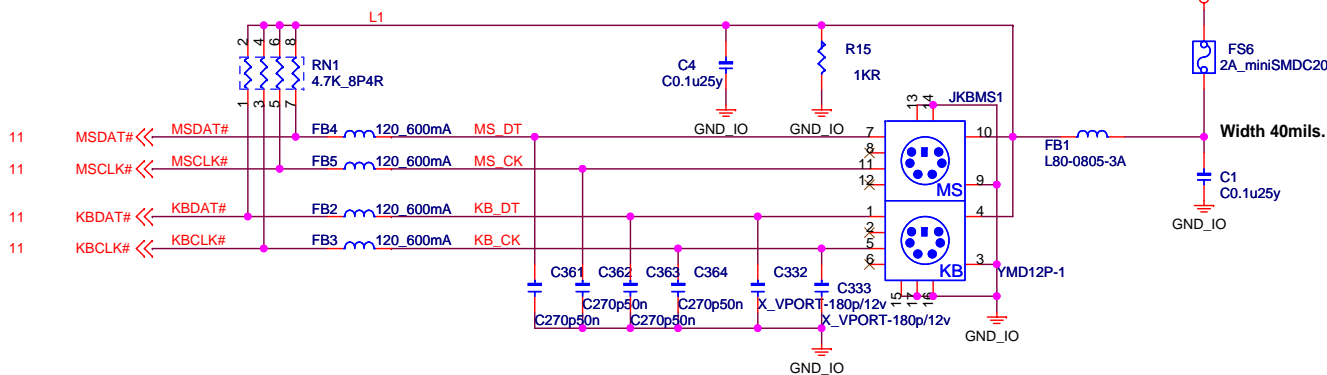 L1
2 4 6 8
RN1
4.7K_8P4R
1 3 5 7
C4
C0.1u25y
GND_IO
R15
1KR
GND_IO
FS6
2A_miniSMDC20
JKBMS1
13 14
11 MSDAT# MSDAT# FB4 120_600mA MS_DT 7 10
8
11 MSCLK# MSCLK# FB5 120_600mA MS_CK 11
12 MS 9
11 KBDAT# KBDAT# FB2 120_600mA KB_DT 1 4
2
11 KBCLK# KBCLK# FB3 120_600mA KB_CK 5
6 KB 3
YMD12P-1
15 17 16
GND_IO
FB1
L80-0805-3A
Width 40mils.
C1
C0.1u25y
GND_IO
C361 C362 C363 C364 C332 C333
C270p50n C270p50n X_VPORT-180p/12v
C270p50n C270p50n X_VPORT-180p/12v
GND_IO